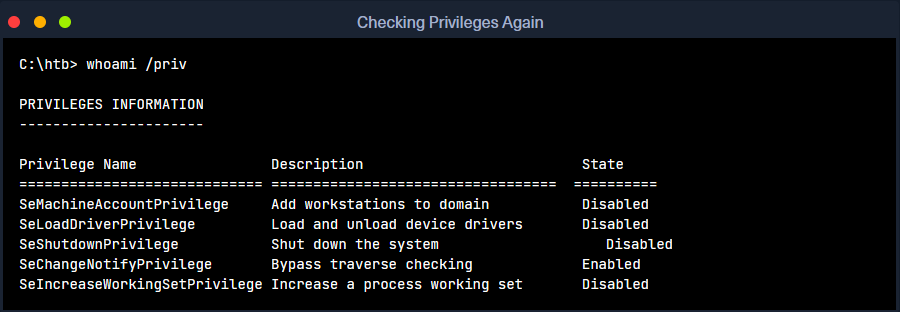 Checking Privileges Again
C:\htb> whoami /priv
PRIVILEGES INFORMATION
----------------------
Privilege Name                Description                          State
============================= ================================== ==========
SeMachineAccountPrivilege     Add workstations to domain           Disabled
SeLoadDriverPrivilege         Load and unload device drivers       Disabled
SeShutdownPrivilege           Shut down the system                    Disabled
SeChangeNotifyPrivilege       Bypass traverse checking             Enabled
SeIncreaseWorkingSetPrivilege Increase a process working set       Disabled